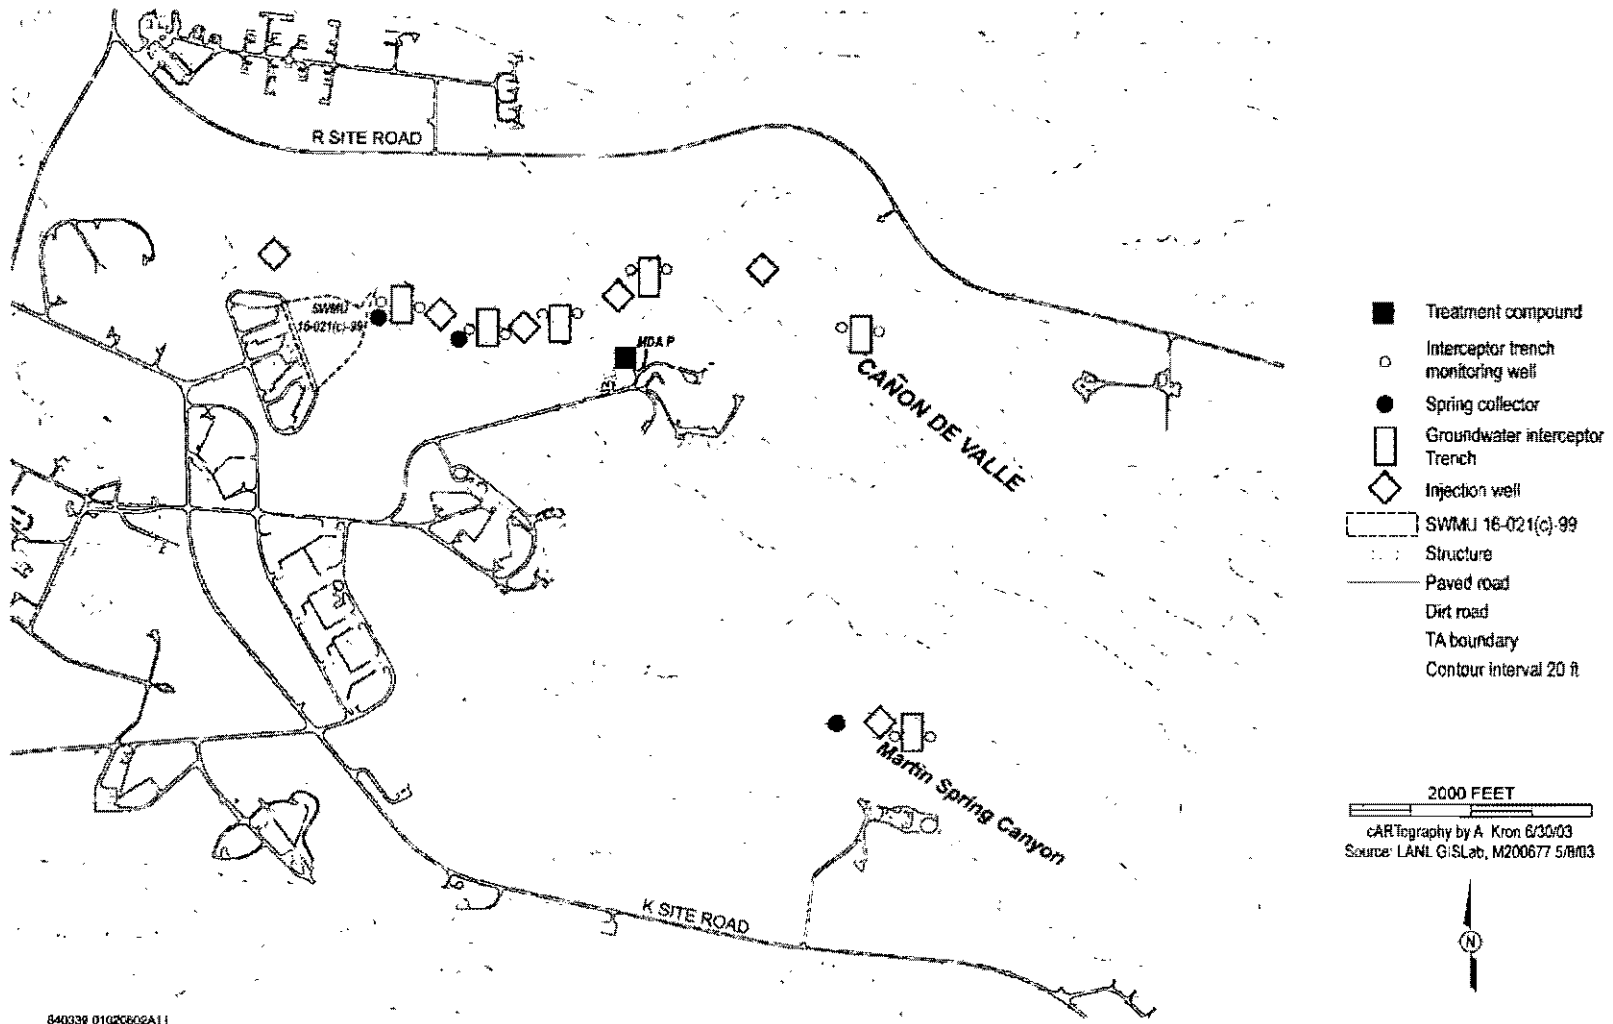 R SITE ROAD
SWMU
16-021(c)-99
MDA P
CAÑON DE VALLE
Martin Spring Canyon
K SITE ROAD
Treatment compound
Interceptor trench
monitoring well
Spring collector
Groundwater interceptor
Trench
Injection well
SWMU 16-021(c)-99
Structure
Paved road
Dirt road
TA boundary
Contour interval 20 ft
2000 FEET
cARTography by A. Kron 6/30/03
Source: LANL GISLab, M200677 5/8/03
N